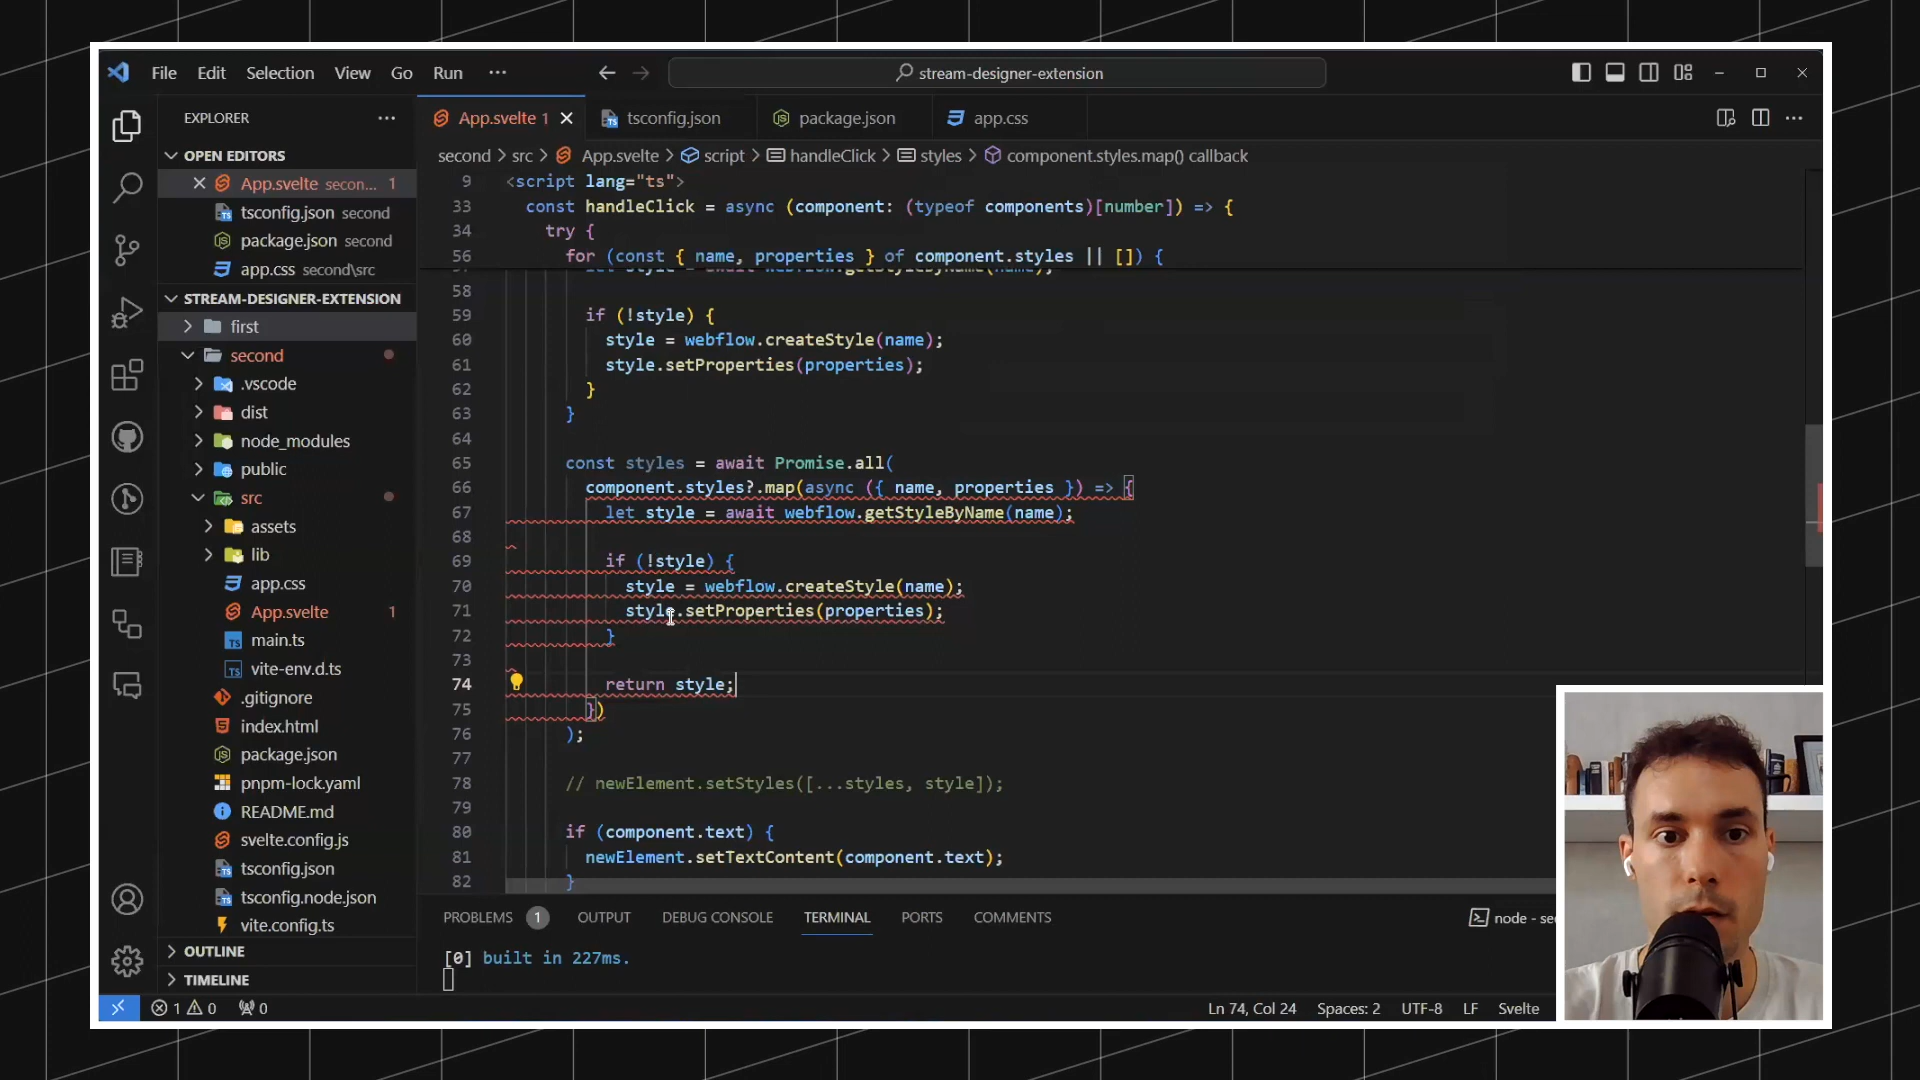 File Edit Selection View Go Run ···
stream-designer-extension
EXPLORER
OPEN EDITORS
App.svelte secon... 1
tsconfig.json second
package.json second
app.css second\src
STREAM-DESIGNER-EXTENSION
first
second
.vscode
dist
node_modules
public
src
assets
lib
app.css
App.svelte 1
main.ts
vite-env.d.ts
.gitignore
index.html
package.json
pnpm-lock.yaml
README.md
svelte.config.js
tsconfig.json
tsconfig.node.json
vite.config.ts
OUTLINE
TIMELINE
App.svelte 1
tsconfig.json
package.json
app.css
second > src > App.svelte > script > handleClick > styles > component.styles.map() callback
9 <script lang="ts">
33 const handleClick = async (component: (typeof components)[number]) => {
34 try {
56 for (const { name, properties } of component.styles || []) {
58
59 if (!style) {
60 style = webflow.createStyle(name);
61 style.setProperties(properties);
62 }
63 }
64
65 const styles = await Promise.all(
66 component.styles?.map(async ({ name, properties }) => {
67 let style = await webflow.getStyleByName(name);
68
69 if (!style) {
70 style = webflow.createStyle(name);
71 style.setProperties(properties);
72 }
73
74 return style;
75 })
76 );
77
78 // newElement.setStyles([...styles, style]);
79
80 if (component.text) {
81 newElement.setTextContent(component.text);
82 }
PROBLEMS 1 OUTPUT DEBUG CONSOLE TERMINAL PORTS COMMENTS
node - sec
[0] built in 227ms.
1 0 0
Ln 74, Col 24 Spaces: 2 UTF-8 LF Svelte